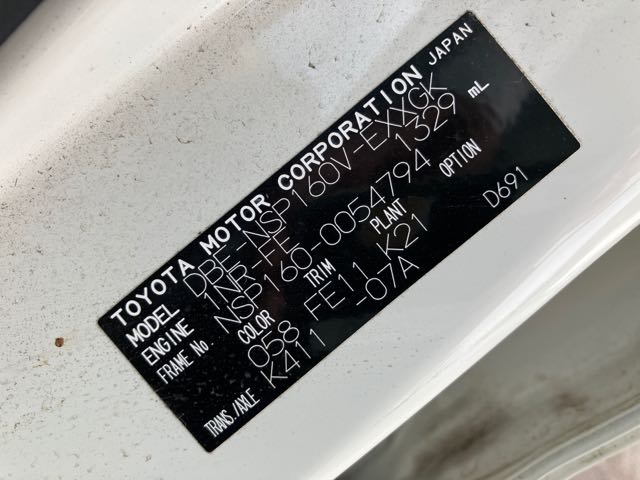 TOYOTA MOTOR CORPORATION JAPAN
MODEL DBE-NSP160V-EXXGK
ENGINE 1NR-FE 1329 mL
FRAME No. NSP160-0054794
COLOR TRIM PLANT OPTION
058 FE11 K21
TRANS./AXLE K411 -07A
D691